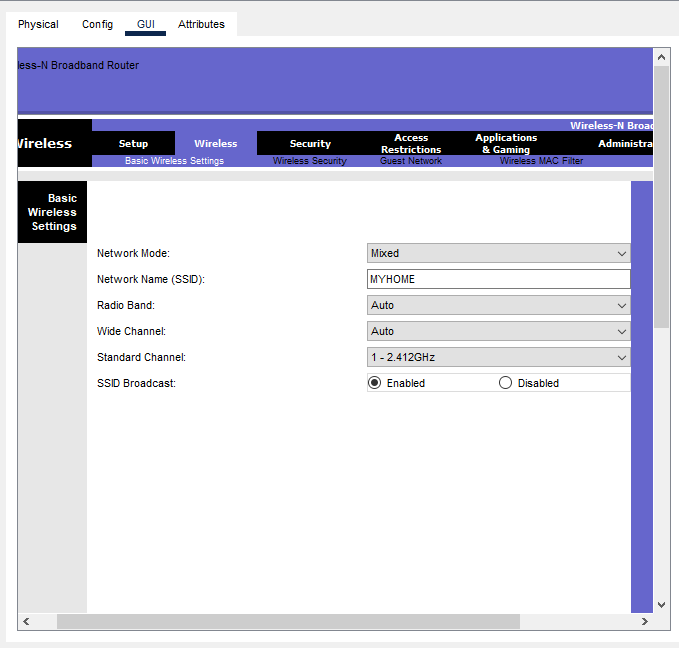 Physical Config GUI Attributes
less-N Broadband Router
Wireless-N Broad
Wireless Setup Wireless Security Access Restrictions Applications & Gaming Administra
Basic Wireless Settings Wireless Security Guest Network Wireless MAC Filter
Basic
Wireless
Settings
Network Mode: Mixed
Network Name (SSID): MYHOME
Radio Band: Auto
Wide Channel: Auto
Standard Channel: 1 - 2.412GHz
SSID Broadcast: Enabled Disabled